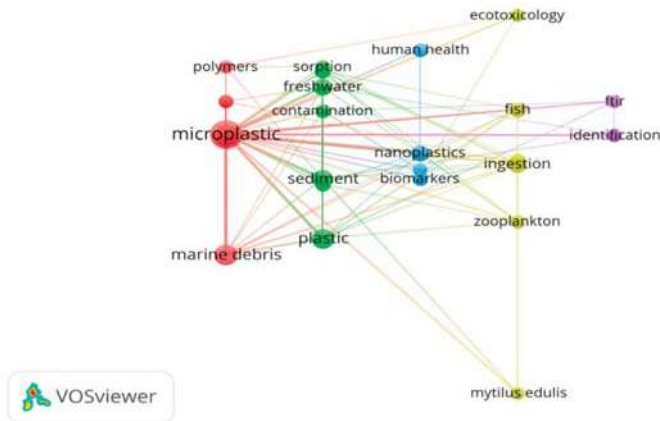 ecotoxicology
human health
polymers
sorption
freshwater
ftir
contamination
fish
microplastic
identification
nanoplastics
ingestion
sediment
biomarkers
zooplankton
plastic
marine debris
mytilus edulis
VOSviewer